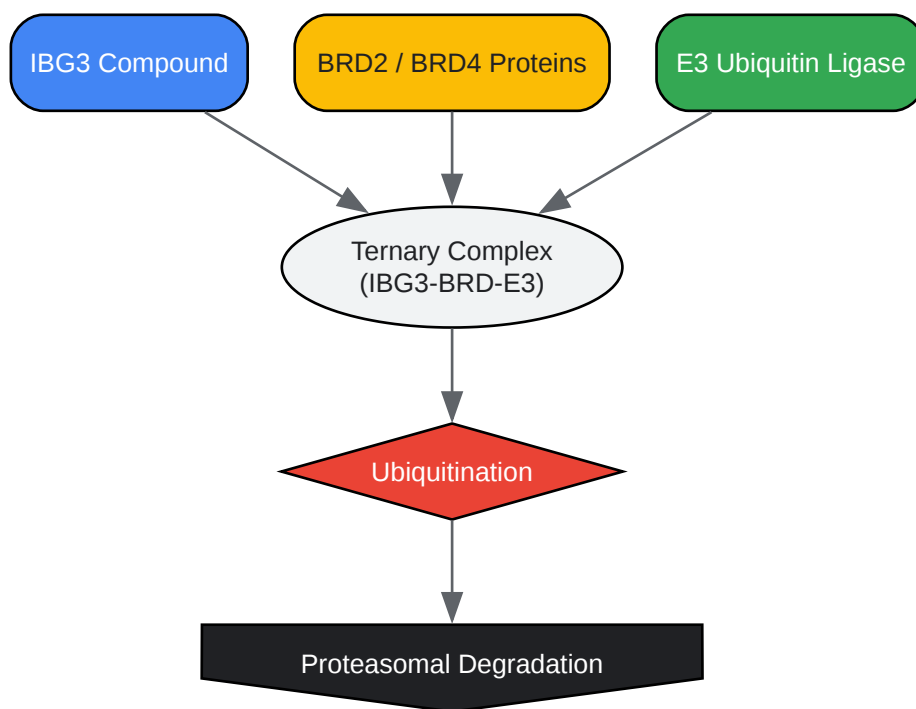 IBG3 Compound
BRD2 / BRD4 Proteins
E3 Ubiquitin Ligase
Ternary Complex
(IBG3-BRD-E3)
Ubiquitination
Proteasomal Degradation